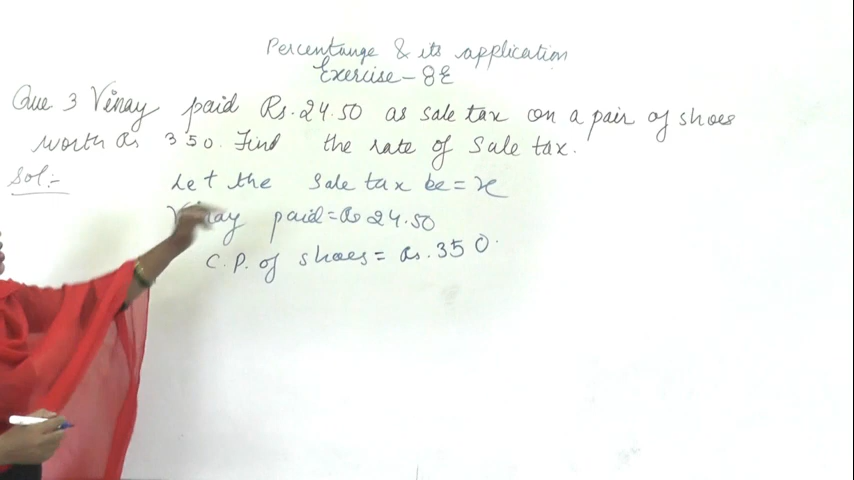 Percentange & its application
Exercise-8E
Que 3 Vinay paid Rs.24.50 as sale tax on a pair of shoes
worth Rs 350. Find the rate of Sale tax.
Sol:-
Let the Sale tax be = x
Vinay paid = Rs 24.50
C.P. of shoes = Rs. 350.